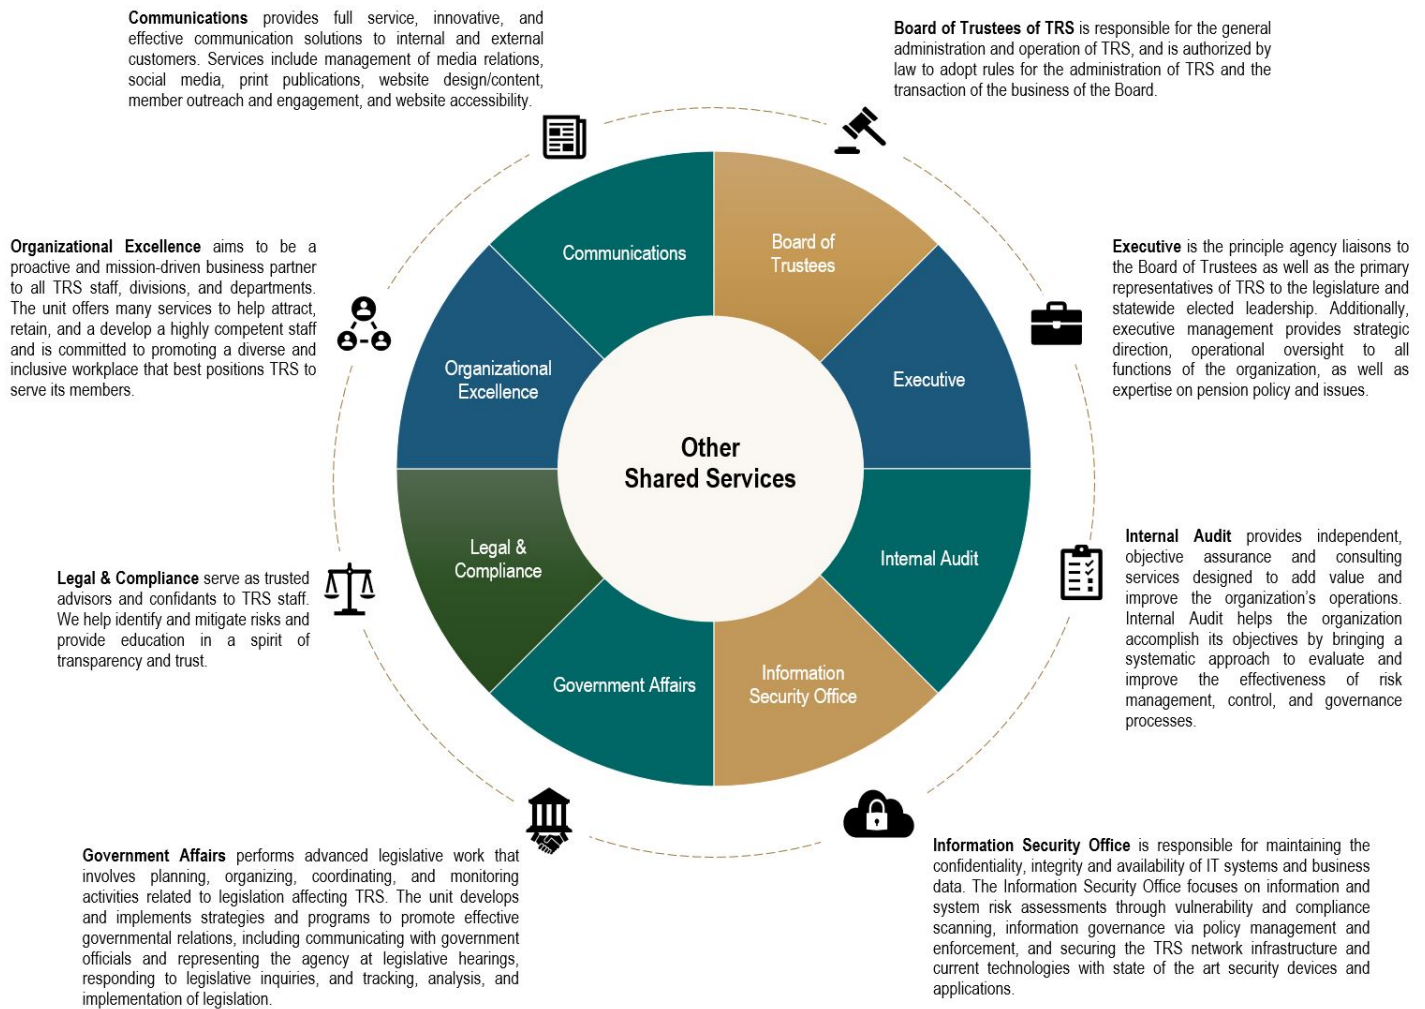 Communications provides full service, innovative, and
effective communication solutions to internal and external
customers. Services include management of media relations,
social media, print publications, website design/content,
member outreach and engagement, and website accessibility.
Board of Trustees of TRS is responsible for the general
administration and operation of TRS, and is authorized by
law to adopt rules for the administration of TRS and the
transaction of the business of the Board.
Organizational Excellence aims to be a
proactive and mission-driven business partner
to all TRS staff, divisions, and departments.
The unit offers many services to help attract,
retain, and a develop a highly competent staff
and is committed to promoting a diverse and
inclusive workplace that best positions TRS to
serve its members.
Executive is the principle agency liaisons to
the Board of Trustees as well as the primary
representatives of TRS to the legislature and
statewide elected leadership. Additionally,
executive management provides strategic
direction, operational oversight to all
functions of the organization, as well as
expertise on pension policy and issues.
Communications
Board of
Trustees
Organizational
Excellence
Executive
Other
Shared Services
Legal &
Compliance
Internal Audit
Government Affairs
Information
Security Office
Legal & Compliance serve as trusted
advisors and confidants to TRS staff.
We help identify and mitigate risks and
provide education in a spirit of
transparency and trust.
Internal Audit provides independent,
objective assurance and consulting
services designed to add value and
improve the organization's operations.
Internal Audit helps the organization
accomplish its objectives by bringing a
systematic approach to evaluate and
improve the effectiveness of risk
management, control, and governance
processes.
Government Affairs performs advanced legislative work that
involves planning, organizing, coordinating, and monitoring
activities related to legislation affecting TRS. The unit develops
and implements strategies and programs to promote effective
governmental relations, including communicating with government
officials and representing the agency at legislative hearings,
responding to legislative inquiries, and tracking, analysis, and
implementation of legislation.
Information Security Office is responsible for maintaining the
confidentiality, integrity and availability of IT systems and business
data. The Information Security Office focuses on information and
system risk assessments through vulnerability and compliance
scanning, information governance via policy management and
enforcement, and securing the TRS network infrastructure and
current technologies with state of the art security devices and
applications.